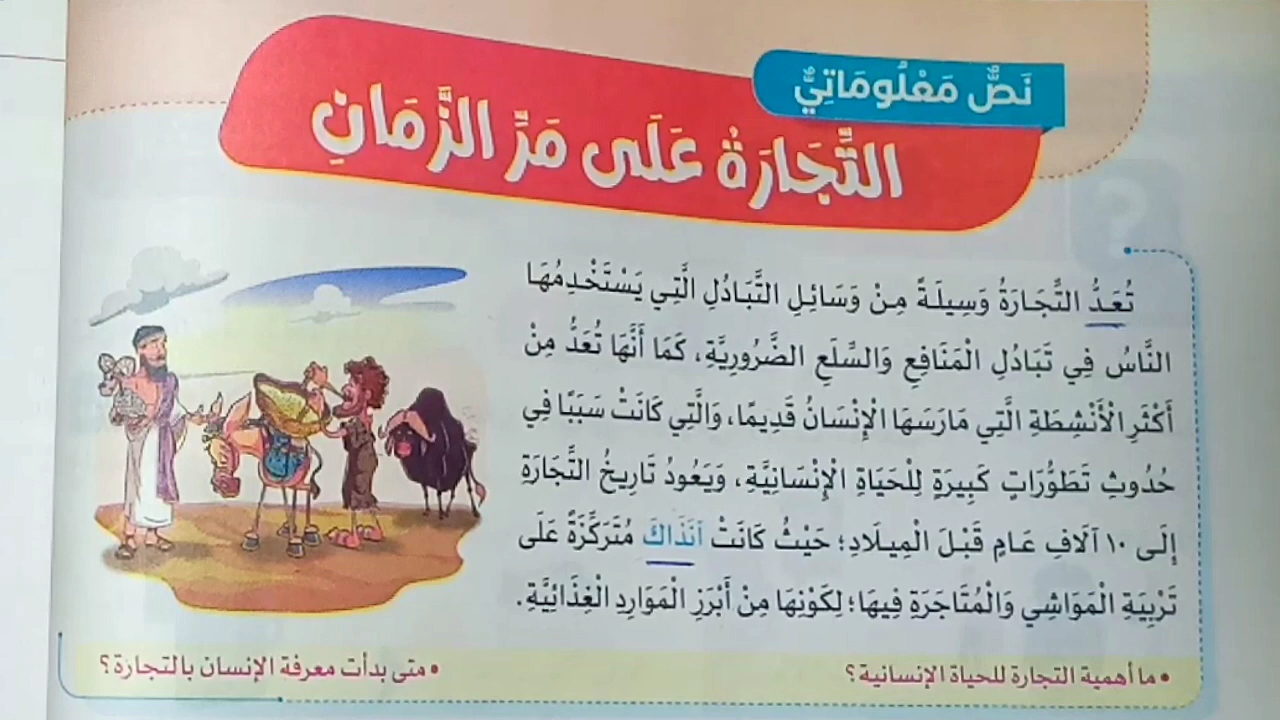 نَصٌّ مَعْلُومَاتِيٌّ
التِّجَارَةُ عَلَى مَرِّ الزَّمَانِ
تُعَدُّ التِّجَارَةُ وَسِيلَةً مِنْ وَسَائِلِ التَّبَادُلِ الَّتِي يَسْتَخْدِمُهَا
النَّاسُ فِي تَبَادُلِ الْمَنَافِعِ وَالسِّلَعِ الضَّرُورِيَّةِ، كَمَا أَنَّهَا تُعَدُّ مِنْ
أَكْثَرِ الْأَنْشِطَةِ الَّتِي مَارَسَهَا الْإِنْسَانُ قَدِيمًا، وَالَّتِي كَانَتْ سَبَبًا فِي
حُدُوثِ تَطَوُّرَاتٍ كَبِيرَةٍ لِلْحَيَاةِ الْإِنْسَانِيَّةِ، وَيَعُودُ تَارِيخُ التِّجَارَةِ
إِلَى ١٠ آلَافِ عَامٍ قَبْلَ الْمِيلَادِ؛ حَيْثُ كَانَتْ آنَذَاكَ مُتَرَكِّزَةً عَلَى
تَرْبِيَةِ الْمَوَاشِي وَالْمُتَاجَرَةِ فِيهَا؛ لِكَوْنِهَا مِنْ أَبْرَزِ الْمَوَارِدِ الْغِذَائِيَّةِ.
• ما أهمية التجارة للحياة الإنسانية؟
• متى بدأت معرفة الإنسان بالتجارة؟